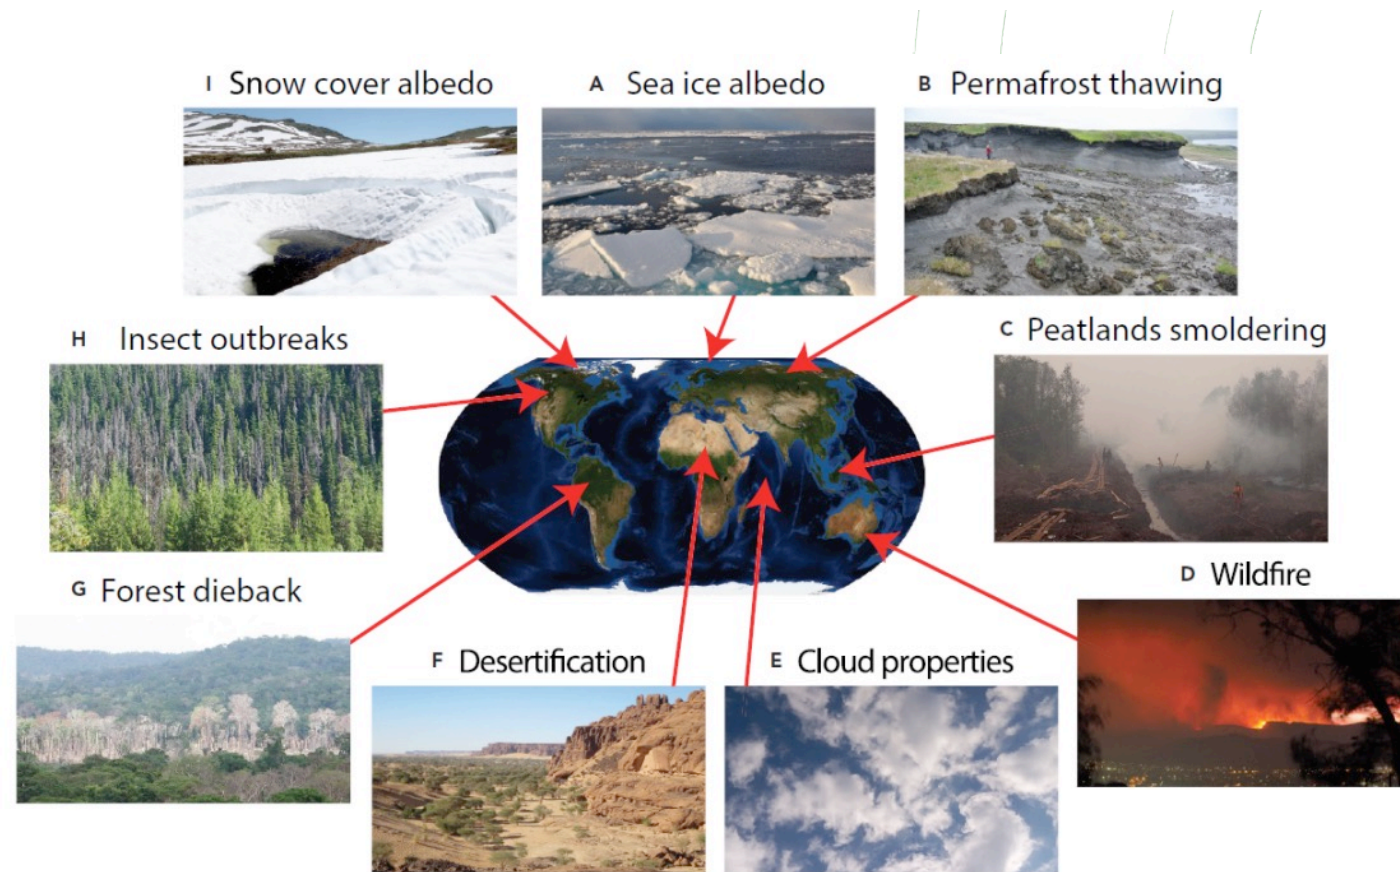 I Snow cover albedo
A Sea ice albedo
B Permafrost thawing
H Insect outbreaks
C Peatlands smoldering
G Forest dieback
D Wildfire
F Desertification
E Cloud properties